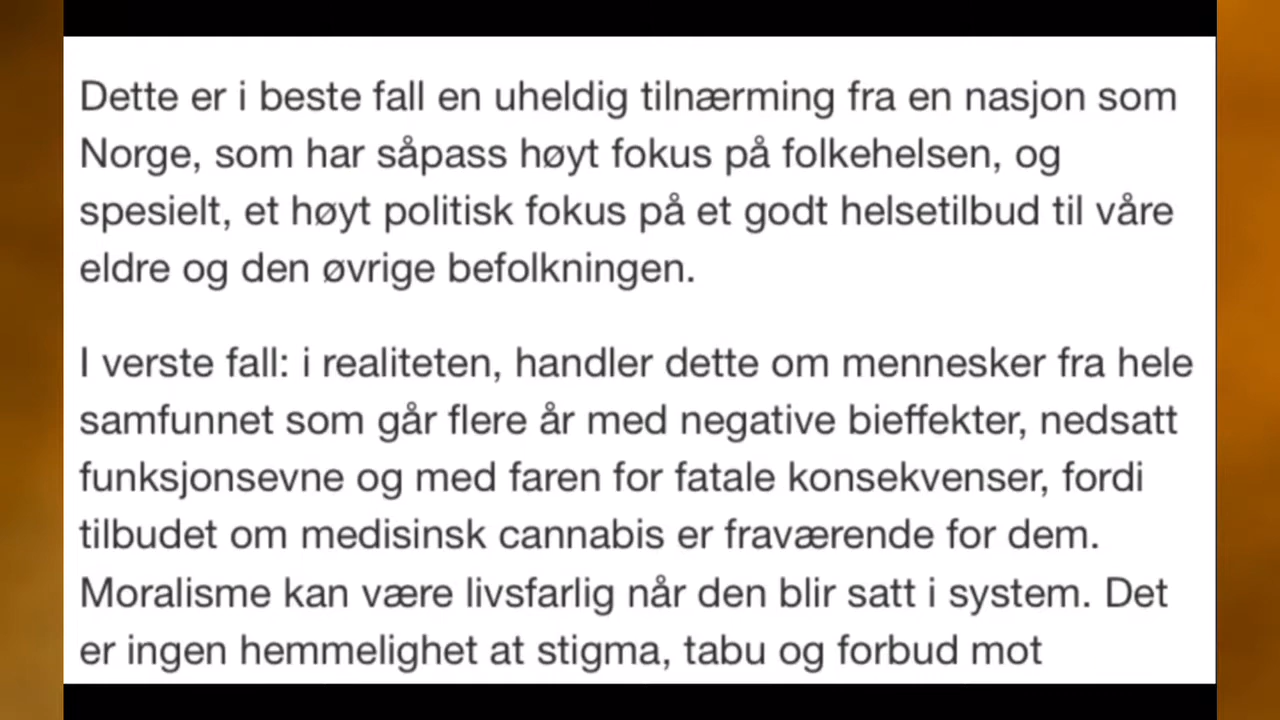 Dette er i beste fall en uheldig tilnærming fra en nasjon som
Norge, som har såpass høyt fokus på folkehelsen, og
spesielt, et høyt politisk fokus på et godt helsetilbud til våre
eldre og den øvrige befolkningen.
I verste fall: i realiteten, handler dette om mennesker fra hele
samfunnet som går flere år med negative bieffekter, nedsatt
funksjonsevne og med faren for fatale konsekvenser, fordi
tilbudet om medisinsk cannabis er fraværende for dem.
Moralisme kan være livsfarlig når den blir satt i system. Det
er ingen hemmelighet at stigma, tabu og forbud mot